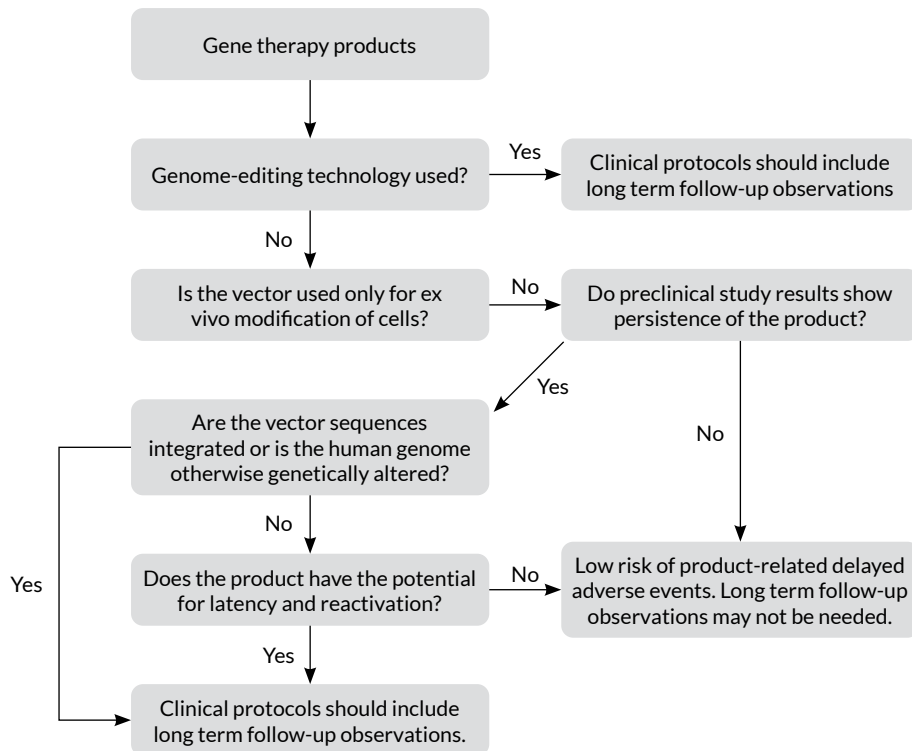 Gene therapy products
Genome-editing technology used?
Yes
Clinical protocols should include
long term follow-up observations
No
Is the vector used only for ex
vivo modification of cells?
No
Do preclinical study results show
persistence of the product?
Yes
No
Are the vector sequences
integrated or is the human genome
otherwise genetically altered?
No
Yes
Does the product have the potential
for latency and reactivation?
No
Low risk of product-related delayed
adverse events. Long term follow-up
observations may not be needed.
Yes
Clinical protocols should include
long term follow-up observations.